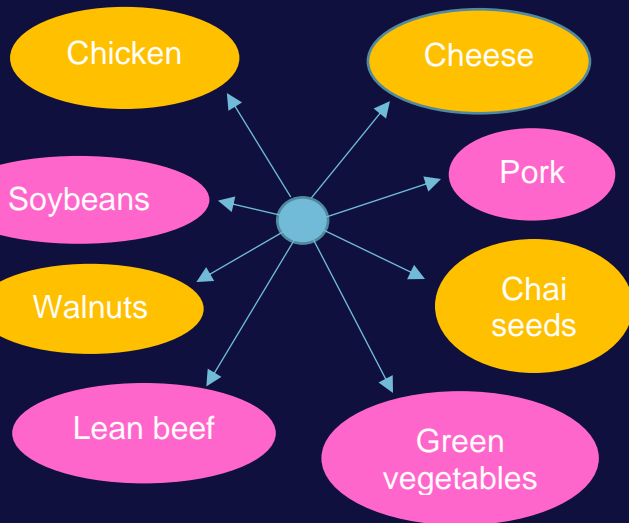 Chicken
Cheese
Soybeans
Pork
Walnuts
Chai
seeds
Lean beef
Green
vegetables